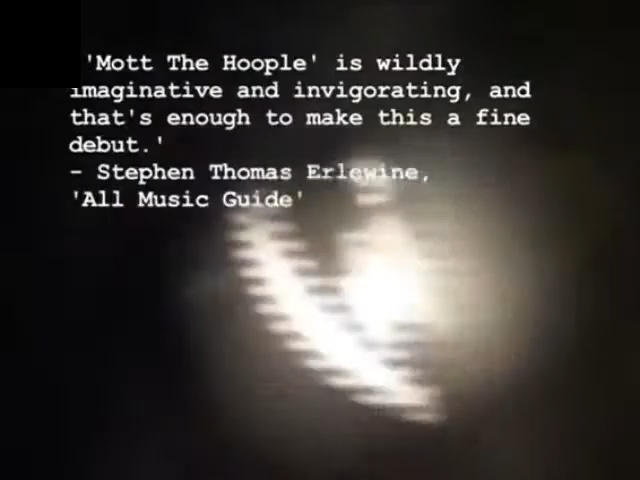 'Mott The Hoople' is wildly
imaginative and invigorating, and
that's enough to make this a fine
debut.'
- Stephen Thomas Erlewine,
'All Music Guide'